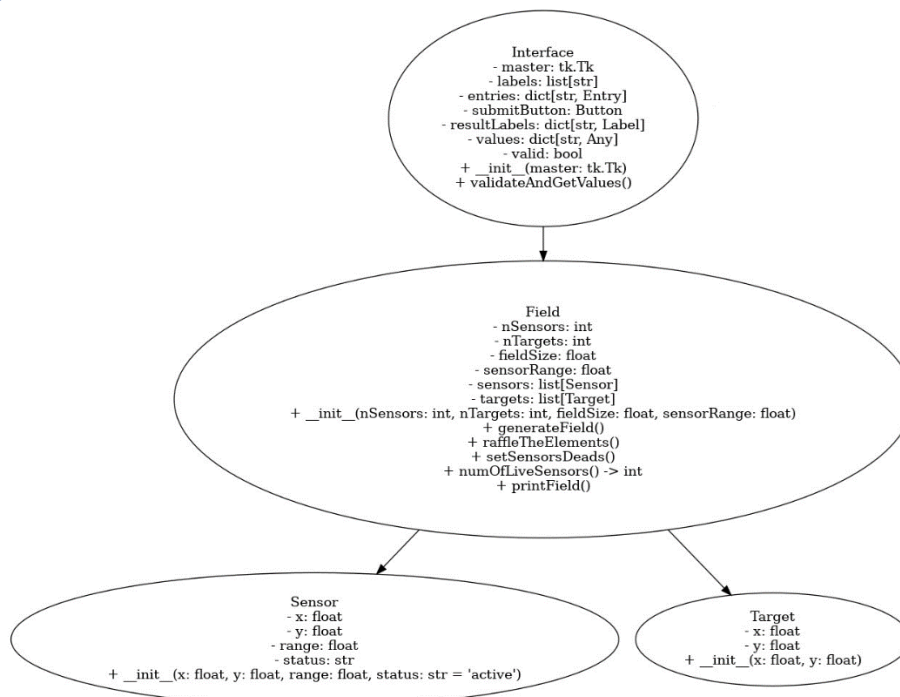 Interface
- master: tk.Tk
- labels: list[str]
- entries: dict[str, Entry]
- submitButton: Button
- resultLabels: dict[str, Label]
- values: dict[str, Any]
- valid: bool
+ __init__(master: tk.Tk)
+ validateAndGetValues()
Field
- nSensors: int
- nTargets: int
- fieldSize: float
- sensorRange: float
- sensors: list[Sensor]
- targets: list[Target]
+ __init__(nSensors: int, nTargets: int, fieldSize: float, sensorRange: float)
+ generateField()
+ raffleTheElements()
+ setSensorsDeads()
+ numOfLiveSensors() -> int
+ printField()
Sensor
- x: float
- y: float
- range: float
- status: str
+ __init__(x: float, y: float, range: float, status: str = 'active')
Target
- x: float
- y: float
+ __init__(x: float, y: float)